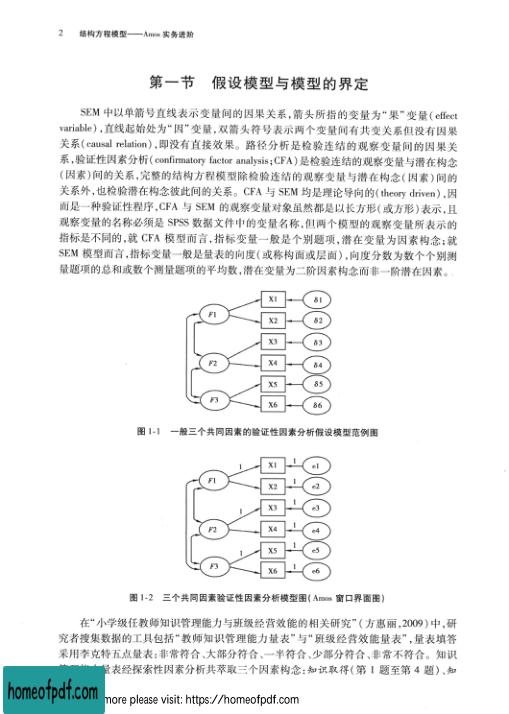 2 结构方程模型——Amos 实务进阶
第一节 假设模型与模型的界定
SEM 中以单箭号直线表示变量间的因果关系,箭头所指的变量为“果”变量(effect
variable),直线起始处为“因”变量,双箭头符号表示两个变量间有共变关系但没有因果
关系(causal relation),即没有直接效果。路径分析是检验连结的观察变量间的因果关
系,验证性因素分析(confirmatory factor analysis;CFA)是检验连结的观察变量与潜在构念
(因素)间的关系,完整的结构方程模型除检验连结的观察变量与潜在构念(因素)间的
关系外,也检验潜在构念彼此间的关系。CFA 与 SEM 均是理论导向的(theory driven),因
而是一种验证性程序,CFA 与 SEM 的观察变量对象虽然都是以长方形(或方形)表示,且
观察变量的名称必须是 SPSS 数据文件中的变量名称,但两个模型的观察变量所表示的
指标是不同的,就 CFA 模型而言,指标变量一般是个别题项,潜在变量为因素构念;就
SEM 模型而言,指标变量一般是量表的向度(或称构面或层面),向度分数为数个个别测
量题项的总和或数个测量题项的平均数,潜在变量为二阶因素构念而非一阶潜在因素。
F1 X1 δ1
X2 δ2
F2 X3 δ3
X4 δ4
F3 X5 δ5
X6 δ6
图 1-1 一般三个共同因素的验证性因素分析假设模型范例图
F1 1 X1 1 e1
X2 1 e2
F2 1 X3 1 e3
X4 1 e4
F3 1 X5 1 e5
X6 1 e6
图 1-2 三个共同因素验证性因素分析模型图(Amos 窗口界面图)
在“小学级任教师知识管理能力与班级经营效能的相关研究”(方惠丽,2009)中,研
究者搜集数据的工具包括“教师知识管理能力量表”与“班级经营效能量表”,量表填答
采用李克特五点量表:非常符合、大部分符合、一半符合、少部分符合、非常不符合。知识
量表经探索性因素分析共萃取三个因素构念:知识取得(第 1 题至第 4 题)、知
homeofpdf.com
more please visit: https://homeofpdf.com